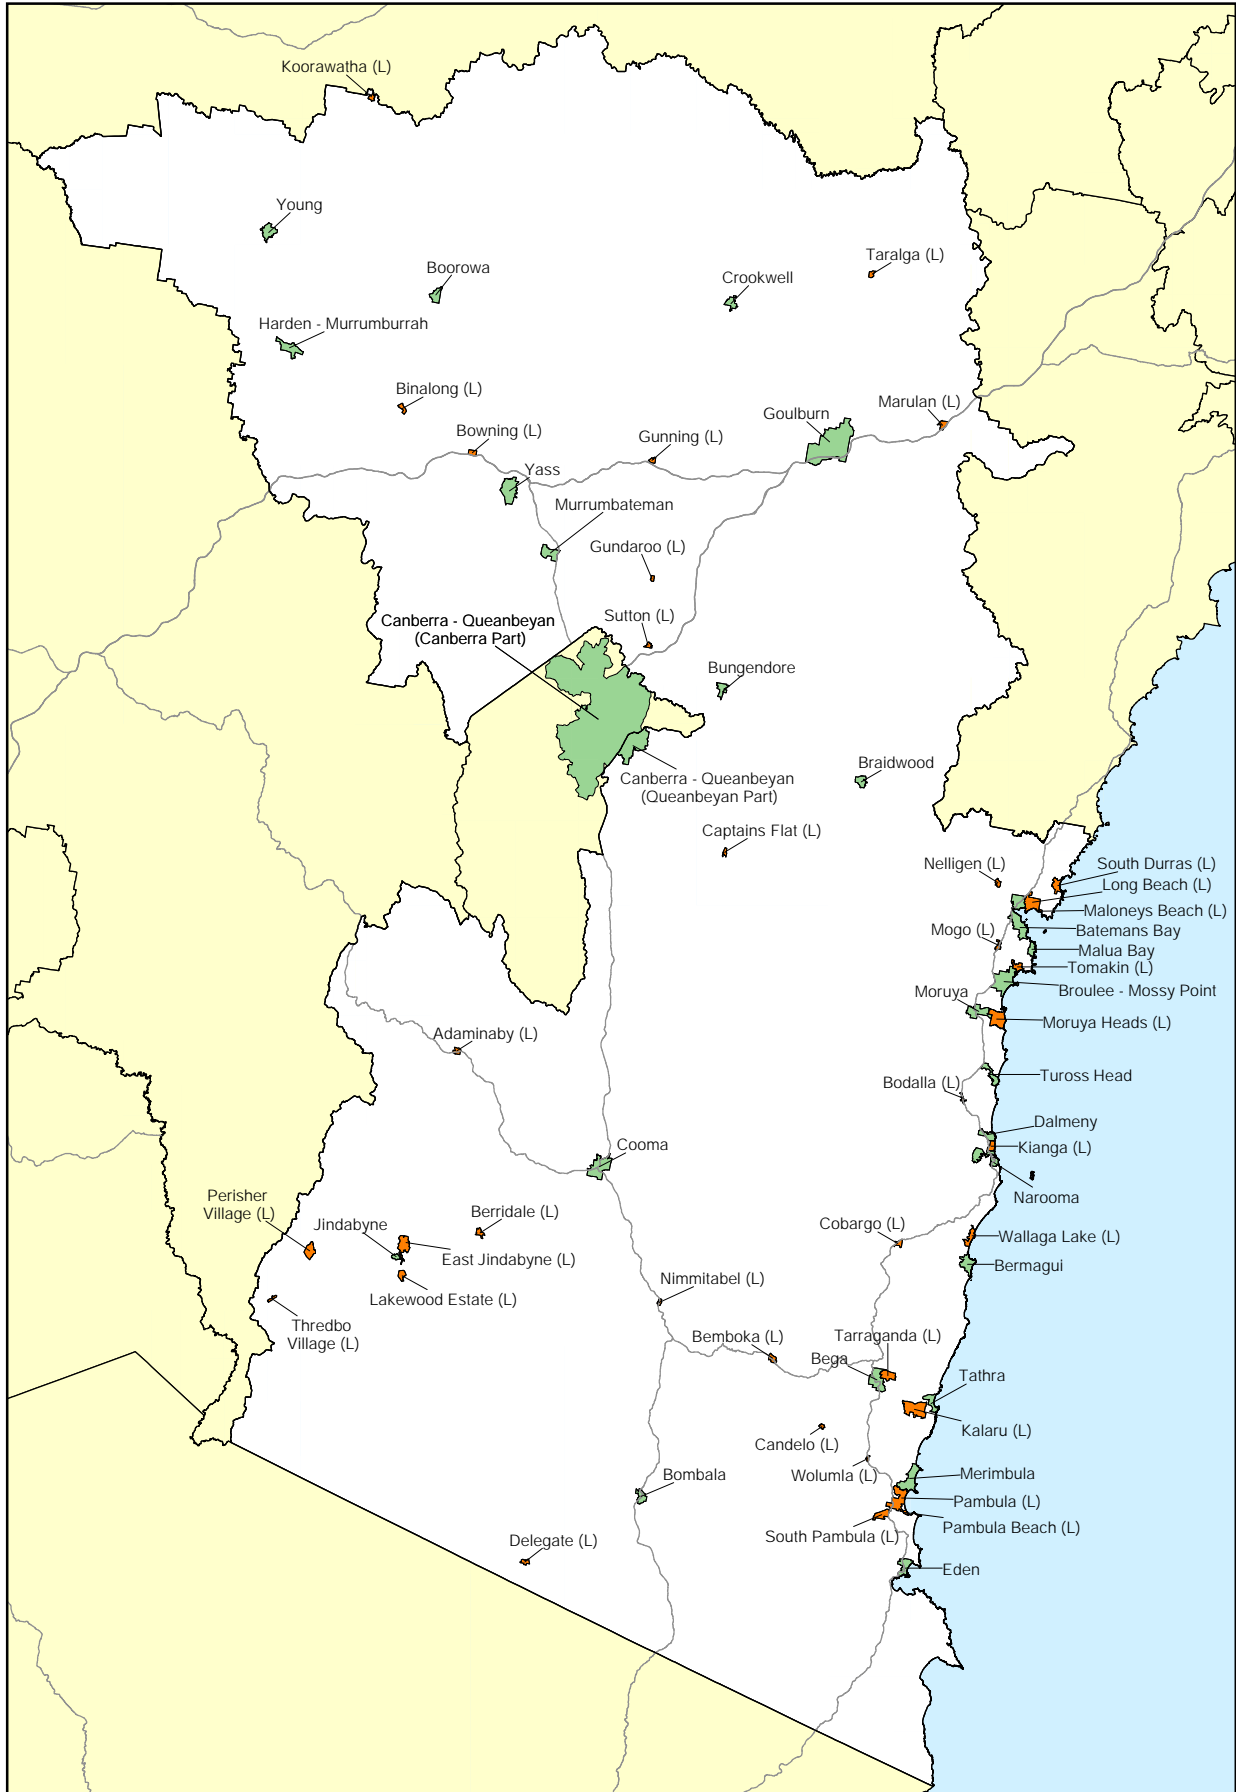 Koorawatha (L)
Young
Taralga (L)
Boorowa
Crookwell
Harden - Murrumburrah
Binalong (L)
Marulan (L)
Goulburn
Bowning (L)
Gunning (L)
Yass
Murrumbateman
Gundaroo (L)
Sutton (L)
Canberra - Queanbeyan
(Canberra Part)
Bungendore
Braidwood
Canberra - Queanbeyan
(Queanbeyan Part)
Captains Flat (L)
Nelligen (L)
South Durras (L)
Long Beach (L)
Maloneys Beach (L)
Mogo (L)
Batemans Bay
Malua Bay
Tomakin (L)
Moruya
Broulee - Mossy Point
Moruya Heads (L)
Adaminaby (L)
Tuross Head
Bodalla (L)
Dalmeny
Cooma
Kianga (L)
Narooma
Perisher
Village (L)
Jindabyne
Berridale (L)
Cobargo (L)
Wallaga Lake (L)
East Jindabyne (L)
Bermagui
Nimmitabel (L)
Lakewood Estate (L)
Thredbo
Village (L)
Bemboka (L)
Tarraganda (L)
Bega
Tathra
Kalaru (L)
Candelo (L)
Wolumla (L)
Bombala
Merimbula
Pambula (L)
Pambula Beach (L)
South Pambula (L)
Delegate (L)
Eden